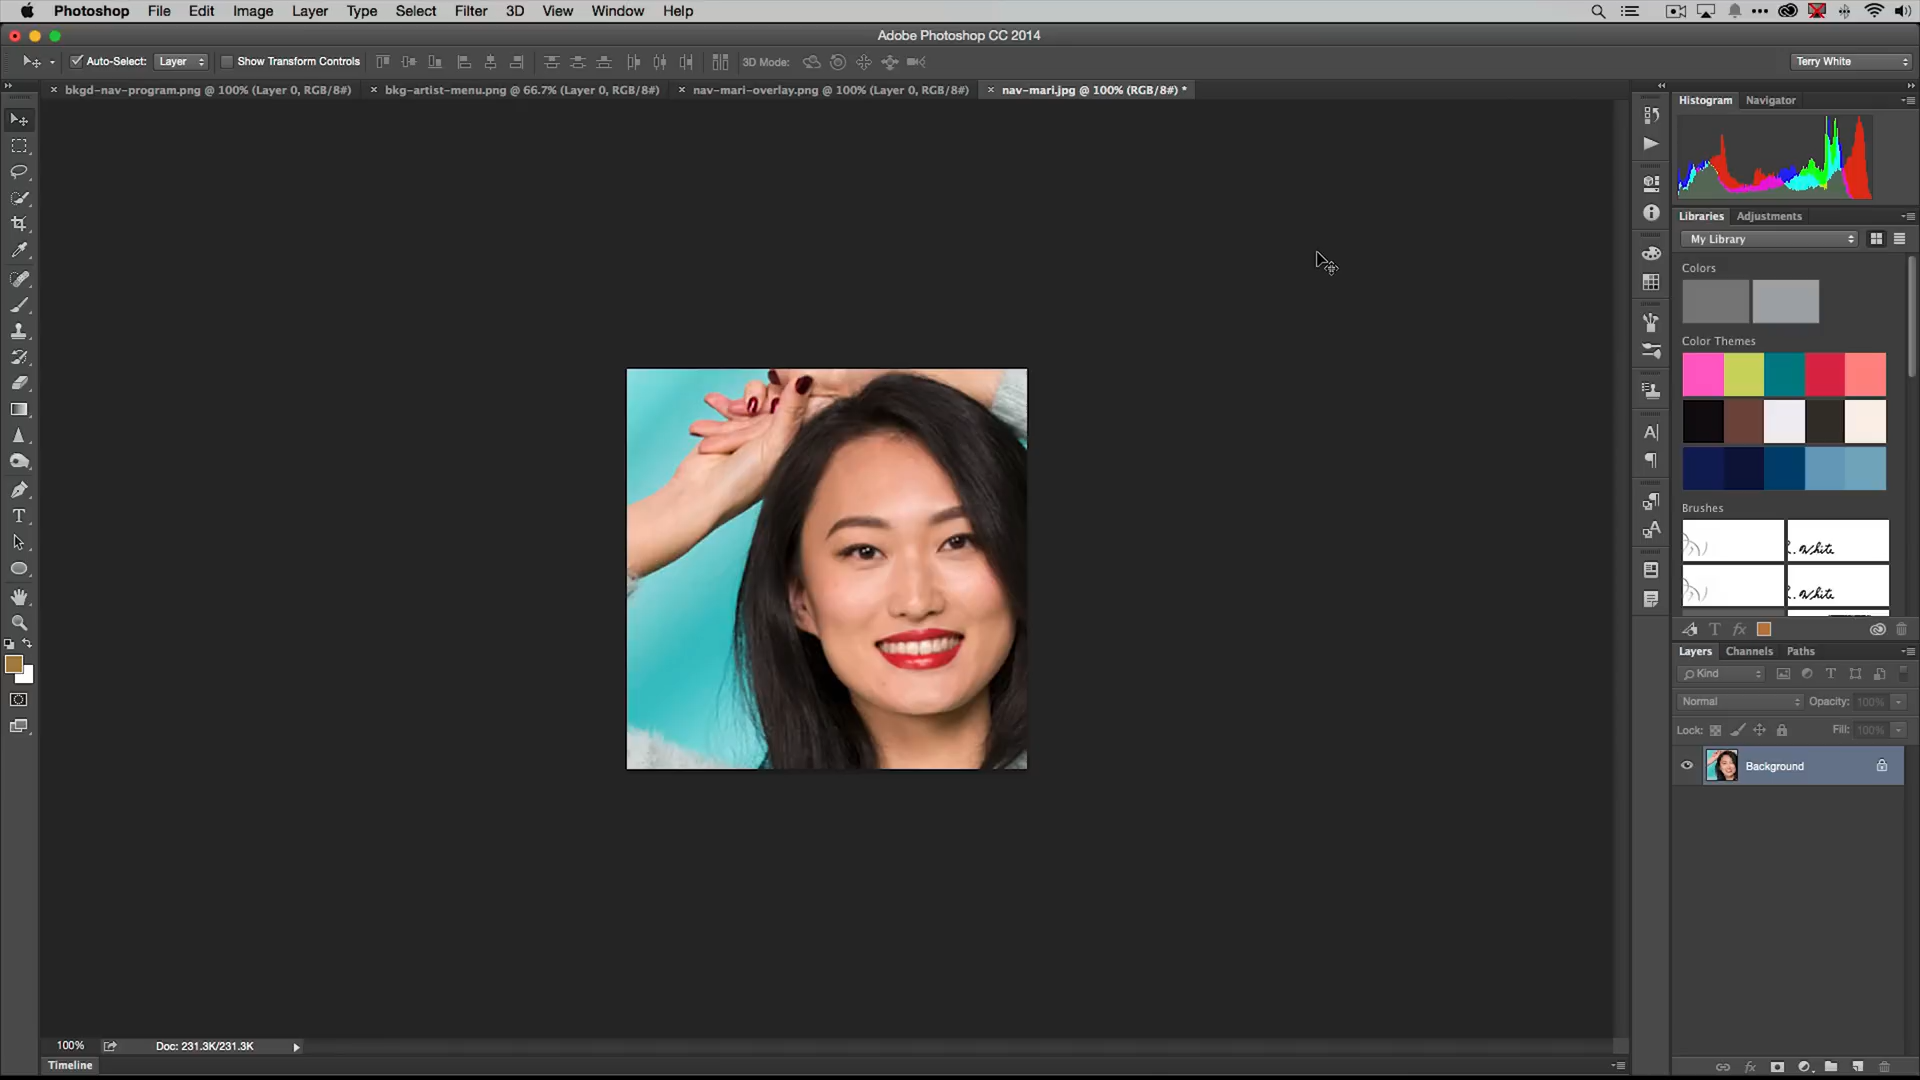 Photoshop File Edit Image Layer Type Select Filter 3D View Window Help
Adobe Photoshop CC 2014
Auto-Select: Layer Show Transform Controls 3D Mode: Terry White
bkgd-nav-program.png @ 100% (Layer 0, RGB/8#) bkg-artist-menu.png @ 66.7% (Layer 0, RGB/8#) nav-mari-overlay.png @ 100% (Layer 0, RGB/8#) nav-mari.jpg @ 100% (RGB/8#) *
Histogram Navigator
Libraries Adjustments
My Library
Colors
Color Themes
Brushes
. White
. White
Layers Channels Paths
Kind
Normal Opacity: 100%
Lock: Fill: 100%
Background
100% Doc: 231.3K/231.3K
Timeline